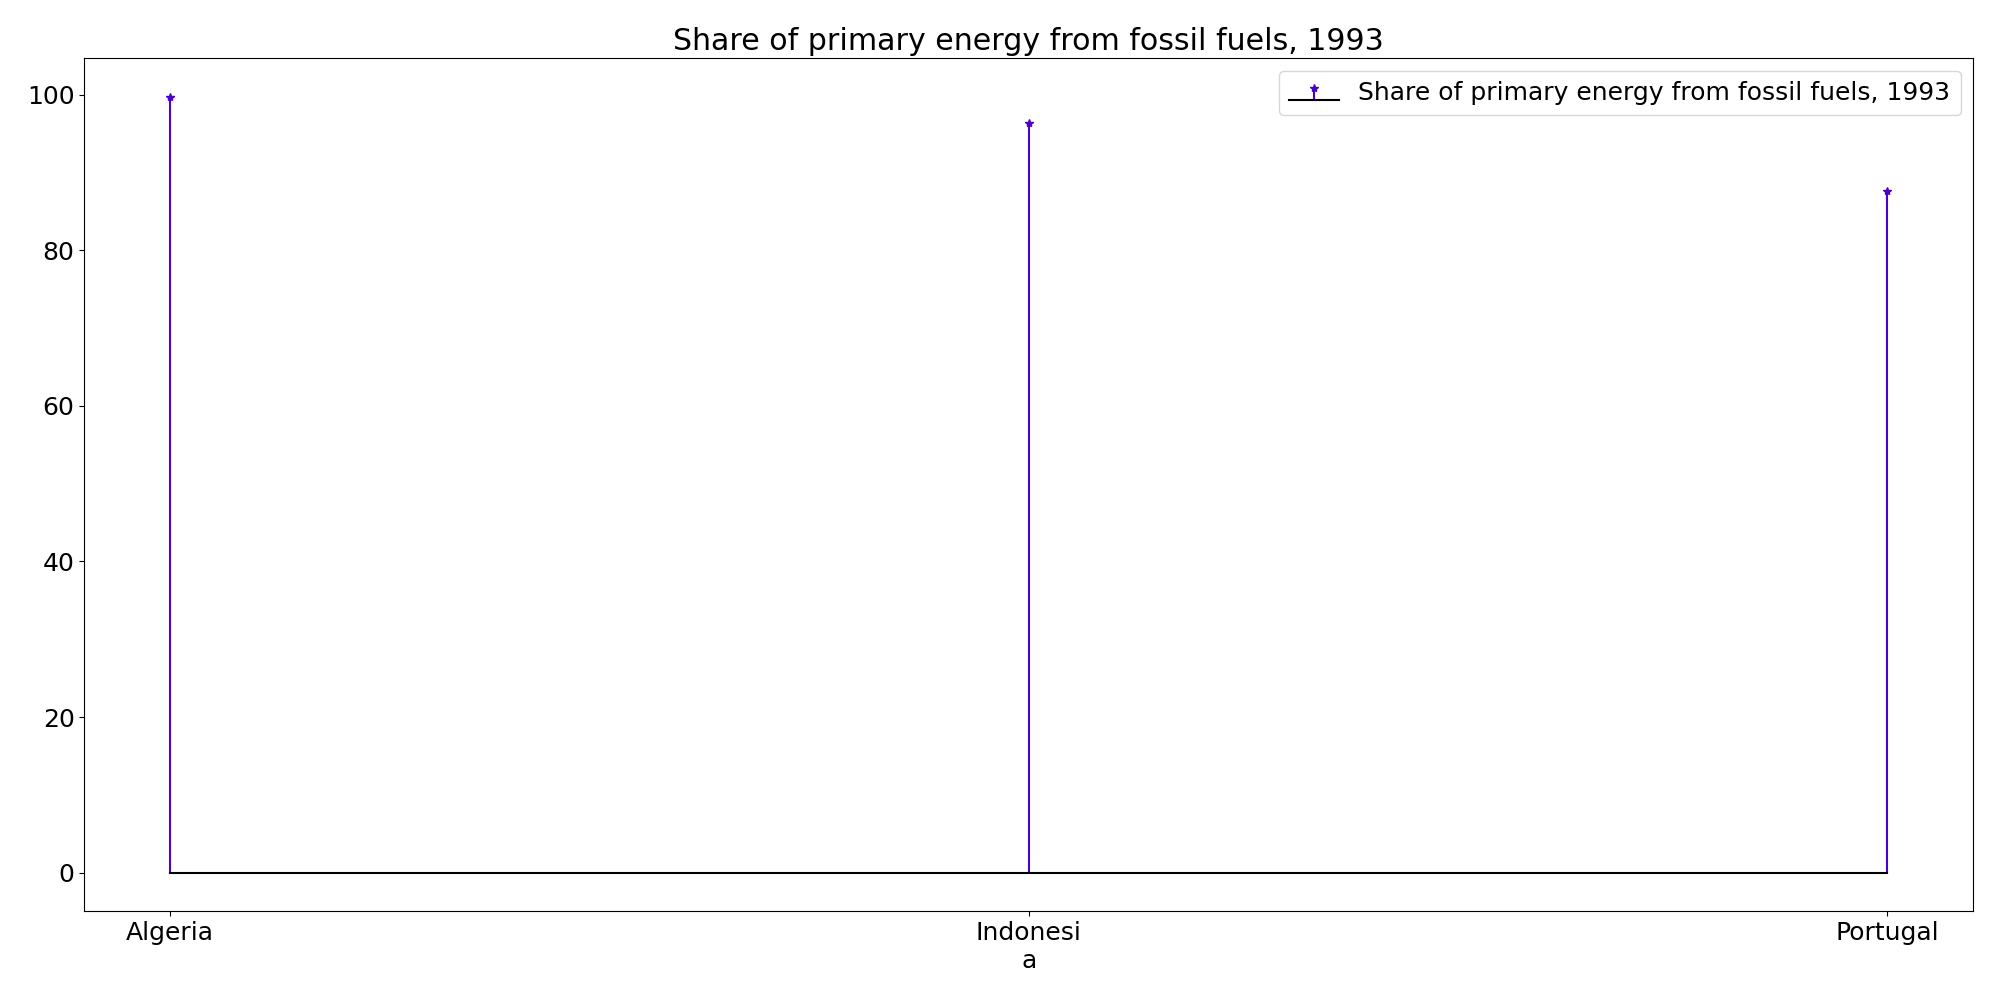 Share of primary energy from fossil fuels, 1993
Share of primary energy from fossil fuels, 1993
100
80
60
40
20
0
Algeria
Indonesi
a
Portugal